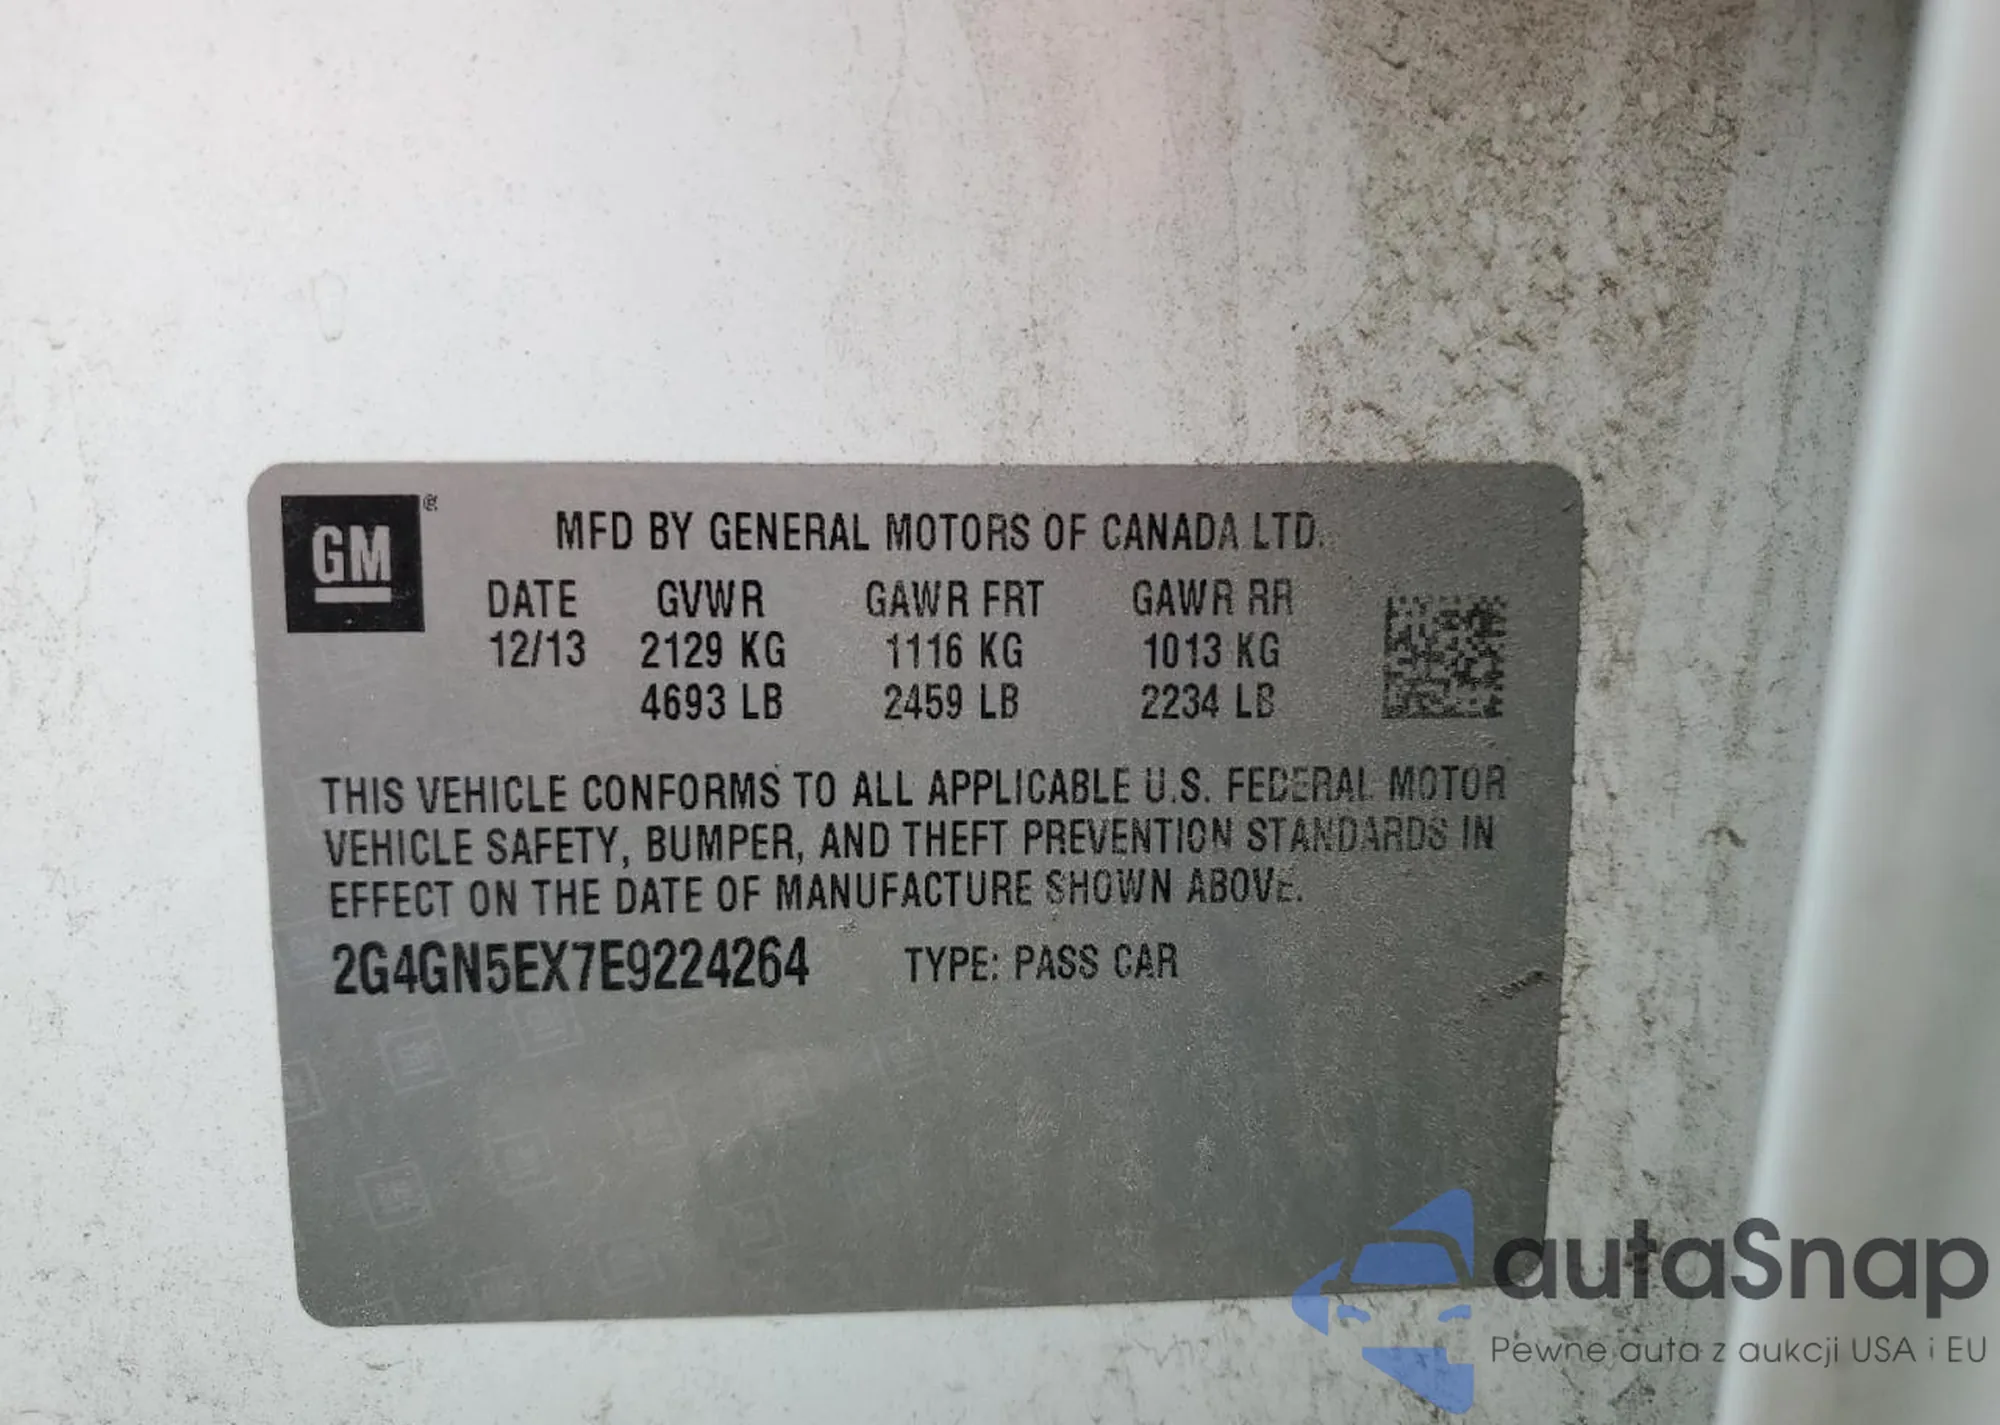 GM®
MFD BY GENERAL MOTORS OF CANADA LTD.
DATE GVWR GAWR FRT GAWR RR
12/13 2129 KG 1116 KG 1013 KG
4693 LB 2459 LB 2234 LB
THIS VEHICLE CONFORMS TO ALL APPLICABLE U.S. FEDERAL MOTOR
VEHICLE SAFETY, BUMPER, AND THEFT PREVENTION STANDARDS IN
EFFECT ON THE DATE OF MANUFACTURE SHOWN ABOVE.
2G4GN5EX7E9224264 TYPE: PASS CAR
autaSnap
Pewne auta z aukcji USA i EU